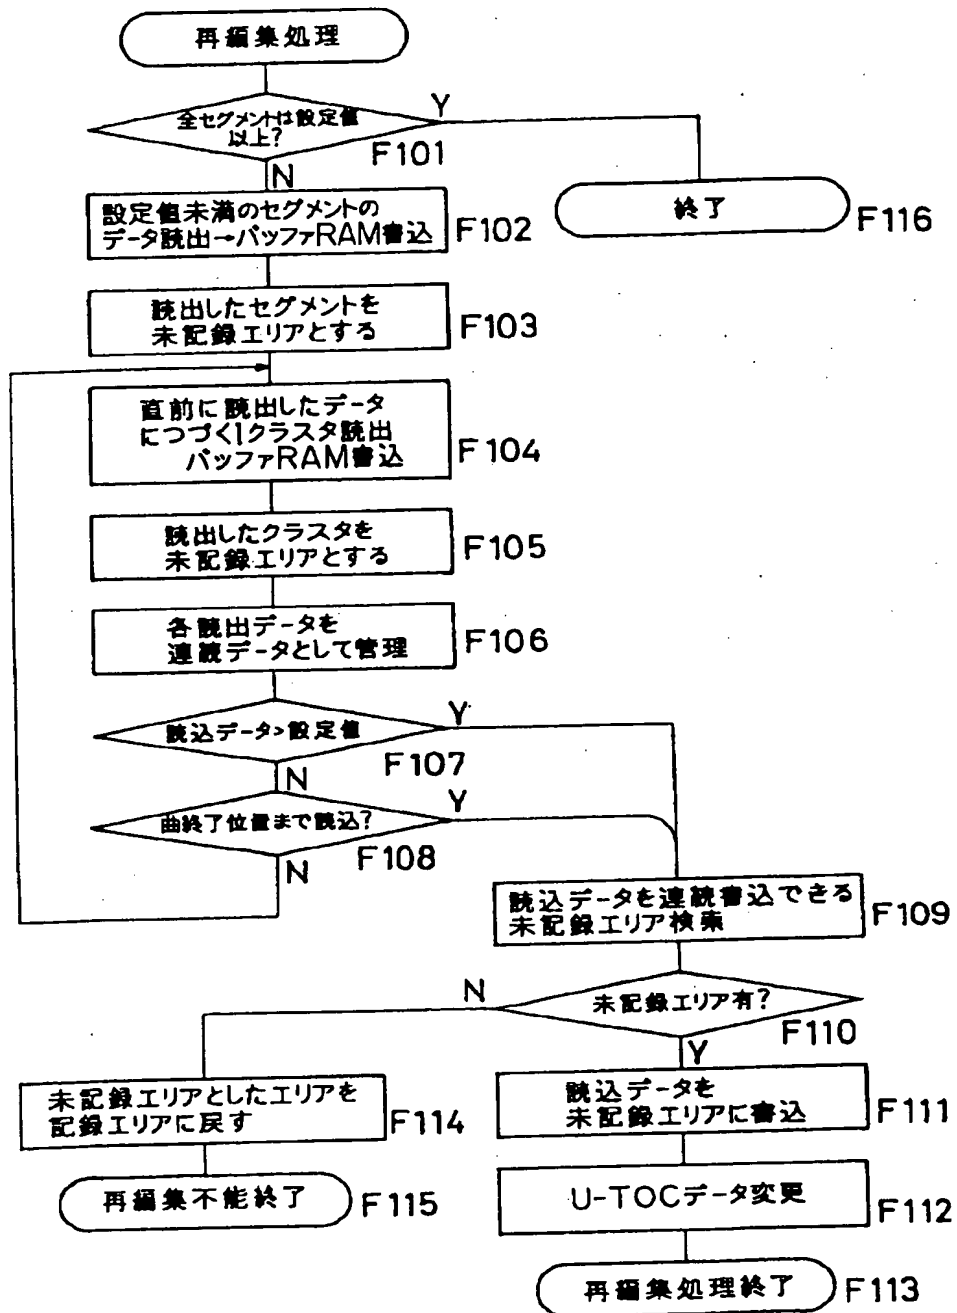 再編集処理
全セグメントは設定値
以上?
Y
F101
N
設定値未満のセグメントの
データ読出→バッファRAM書込
F102
終了
F116
読出したセグメントを
未記録エリアとする
F103
直前に読出したデータ
につづく1クラスタ読出
バッファRAM書込
F104
読出したクラスタを
未記録エリアとする
F105
各読出データを
連続データとして管理
F106
読込データ>設定値
Y
F107
N
曲終了位置まで読込?
Y
F108
N
読込データを連続書込できる
未記録エリア検索
F109
未記録エリア有?
N
F110
Y
未記録エリアとしたエリアを
記録エリアに戻す
F114
読込データを
未記録エリアに書込
F111
再編集不能終了
F115
U-TOCデータ変更
F112
再編集処理終了
F113